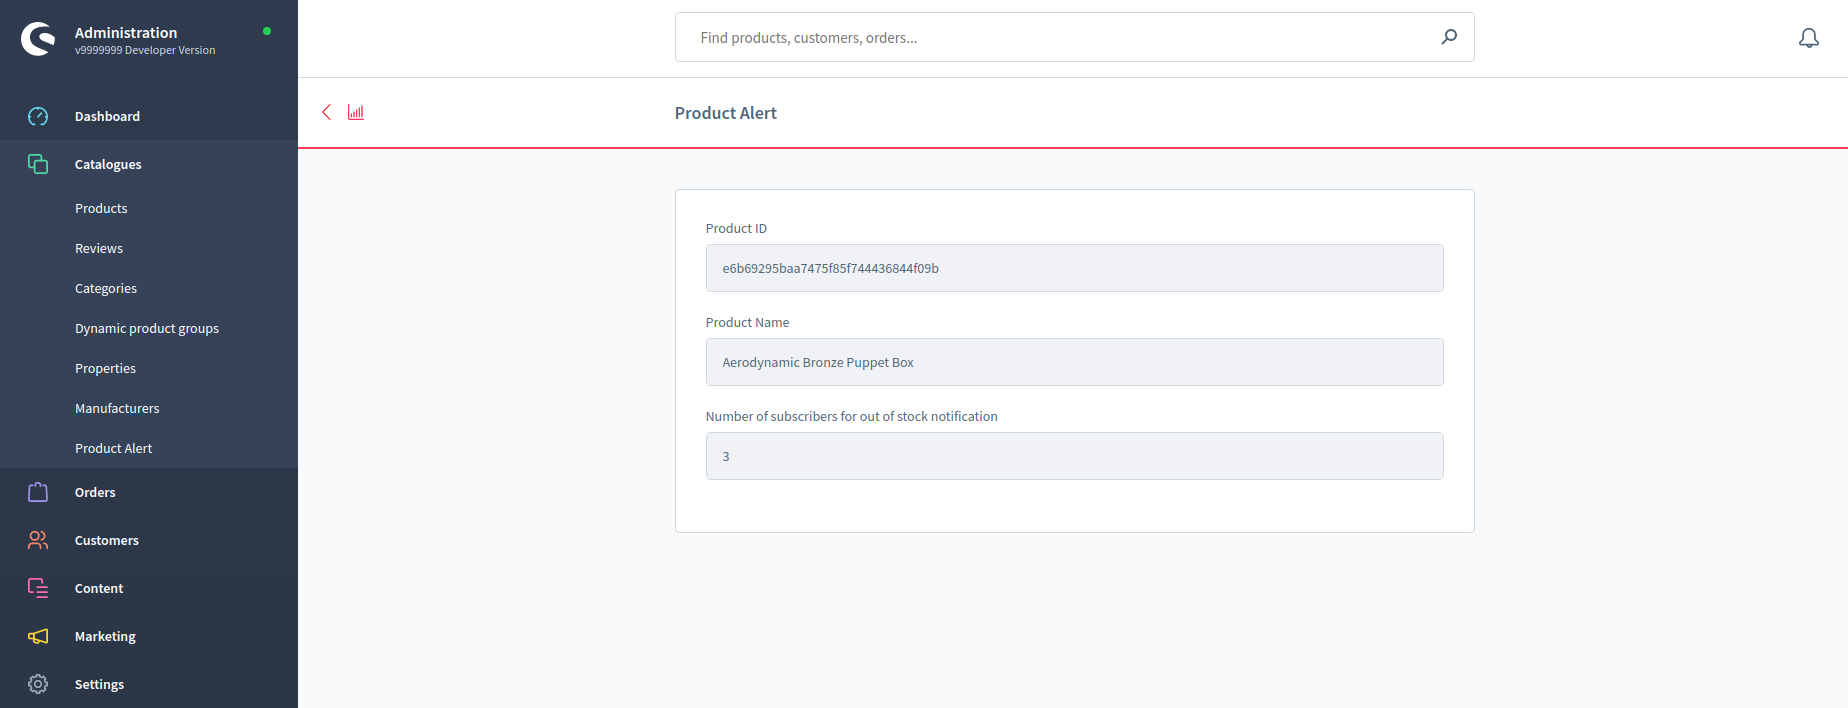 Administration
v9999999 Developer Version
Find products, customers, orders...
Dashboard
Catalogues
Products
Reviews
Categories
Dynamic product groups
Properties
Manufacturers
Product Alert
Orders
Customers
Content
Marketing
Settings
Product Alert
Product ID
e6b69295baa7475f85f744436844f09b
Product Name
Aerodynamic Bronze Puppet Box
Number of subscribers for out of stock notification
3